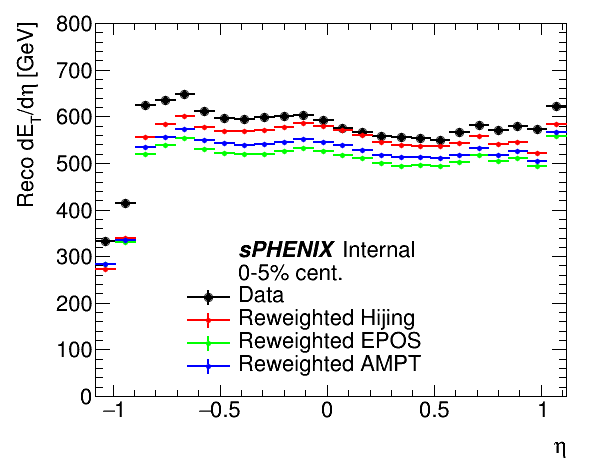 Reco dE_T/dη [GeV]
800
700
600
500
400
300
200
100
0
−1 −0.5 0 0.5 1
η
sPHENIX Internal
0-5% cent.
Data
Reweighted Hijing
Reweighted EPOS
Reweighted AMPT